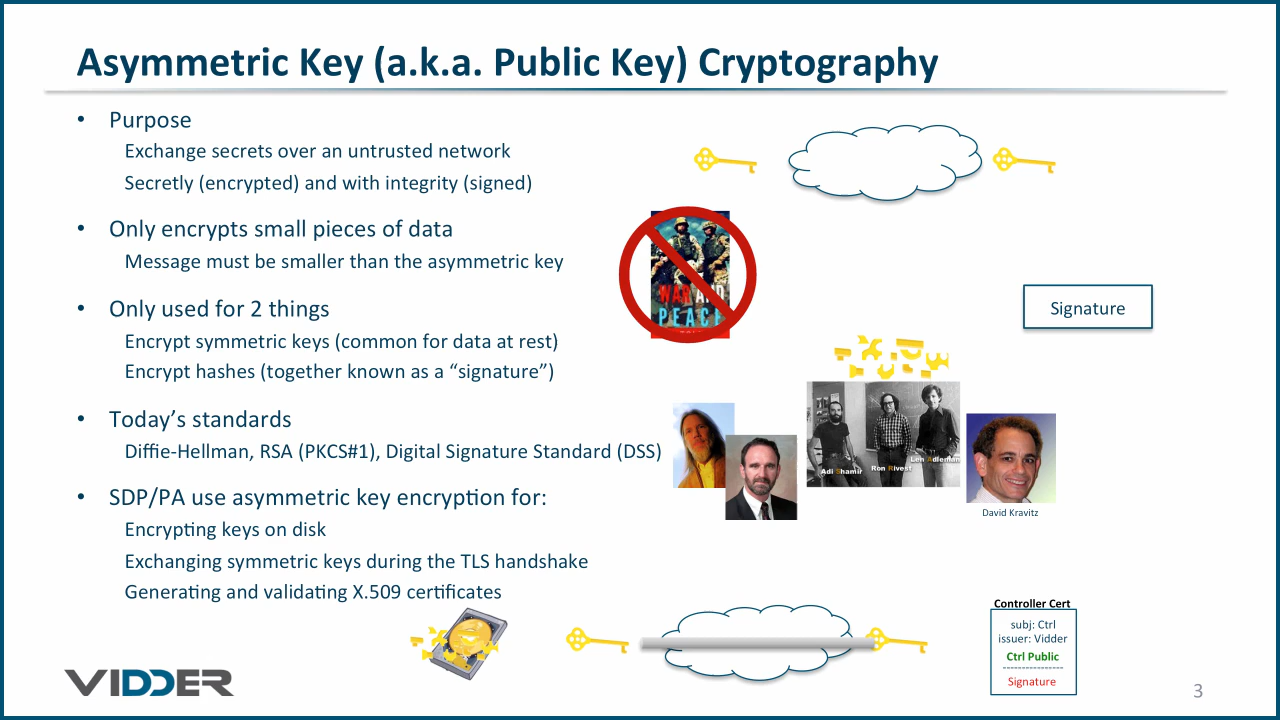 Asymmetric Key (a.k.a. Public Key) Cryptography
• Purpose
Exchange secrets over an untrusted network
Secretly (encrypted) and with integrity (signed)
• Only encrypts small pieces of data
Message must be smaller than the asymmetric key
• Only used for 2 things
Encrypt symmetric keys (common for data at rest)
Encrypt hashes (together known as a “signature”)
• Today’s standards
Diffie-Hellman, RSA (PKCS#1), Digital Signature Standard (DSS)
• SDP/PA use asymmetric key encryption for:
Encrypting keys on disk
Exchanging symmetric keys during the TLS handshake
Generating and validating X.509 certificates
WAR AND
PEACE
Signature
Adi Shamir
Ron Rivest
Len Adleman
David Kravitz
Controller Cert
subj: Ctrl
issuer: Vidder
Ctrl Public
----------------
Signature
VIDDER
3